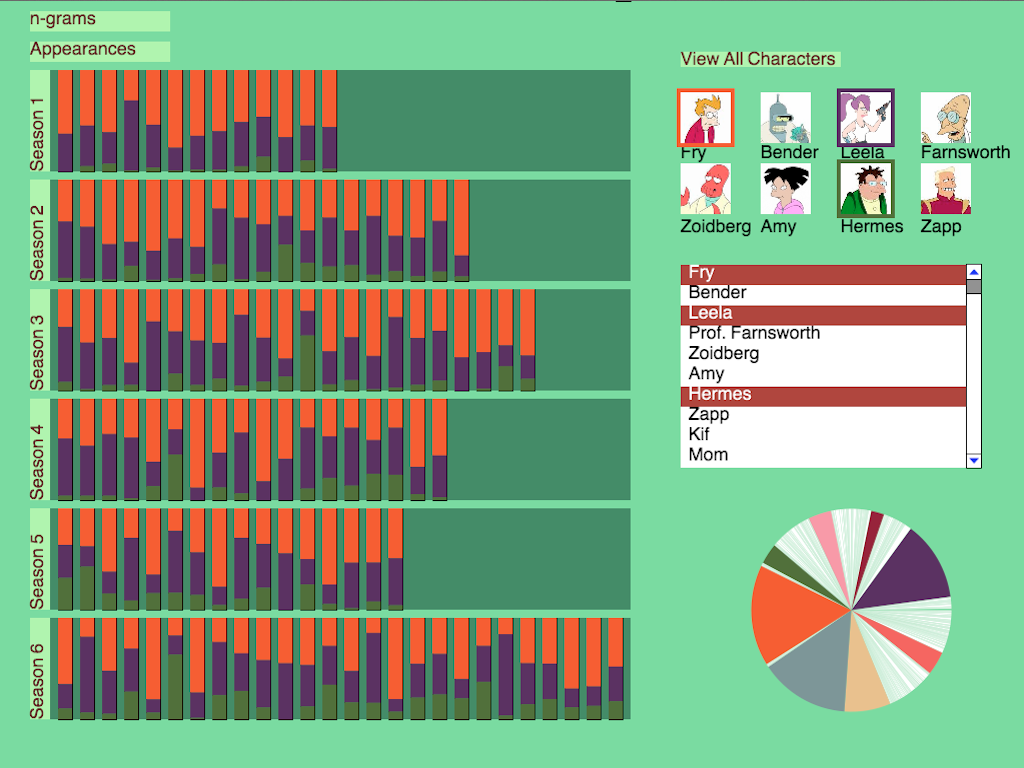 n-grams
Appearances
Season 1
Season 2
Season 3
Season 4
Season 5
Season 6
View All Characters
Fry Bender Leela Farnsworth
Zoidberg Amy Hermes Zapp
Fry
Bender
Leela
Prof. Farnsworth
Zoidberg
Amy
Hermes
Zapp
Kif
Mom